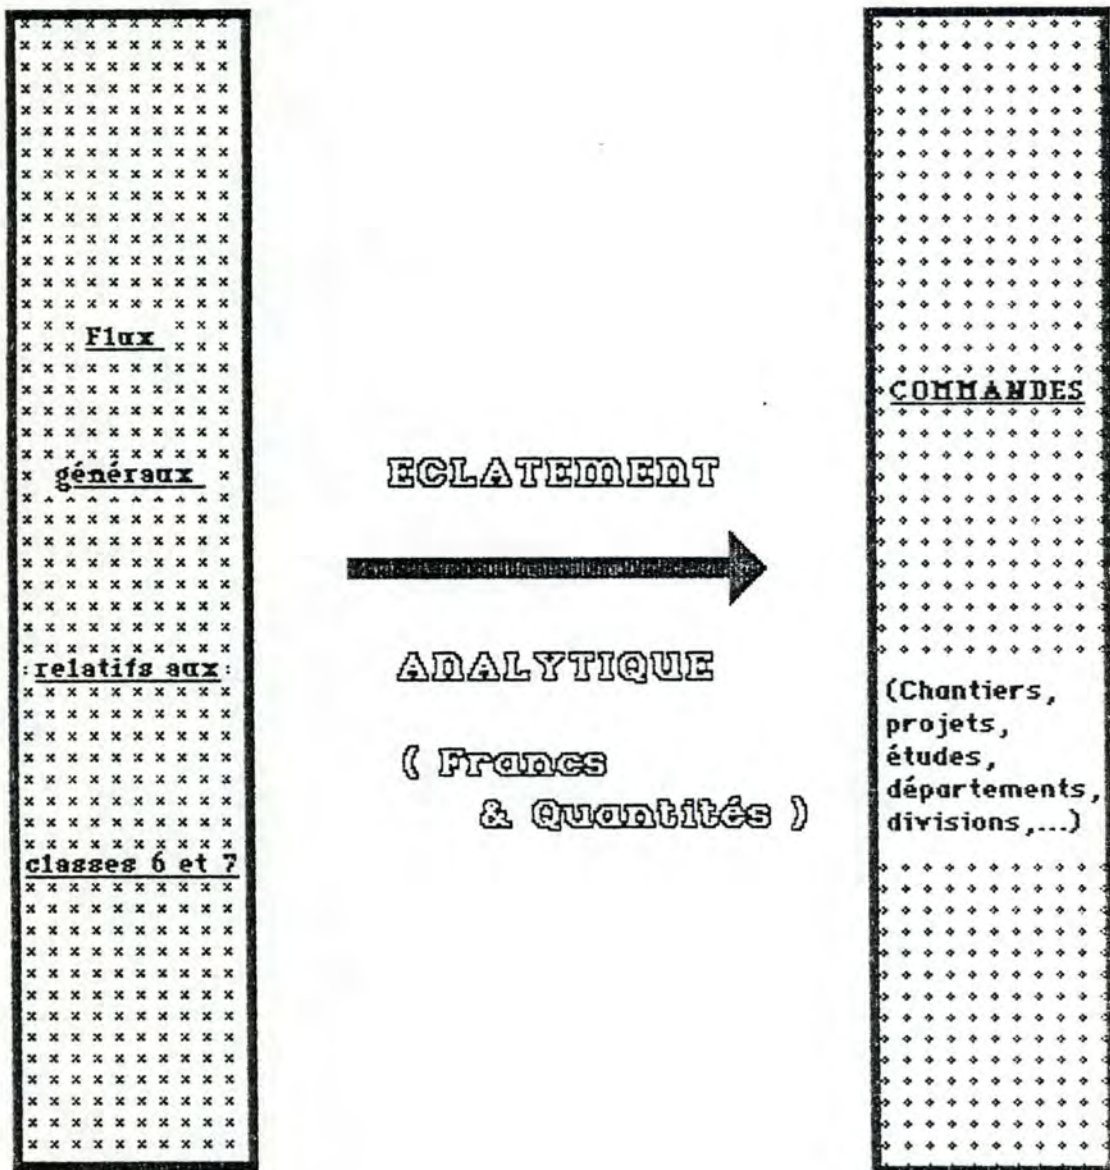 Flux
généraux
relatifs aux
classes 6 et 7
ECLATEMENT
ANALYTIQUE
( Francs
& Quantités )
COMMANDES
(Chantiers,
projets,
études,
départements,
divisions,...)